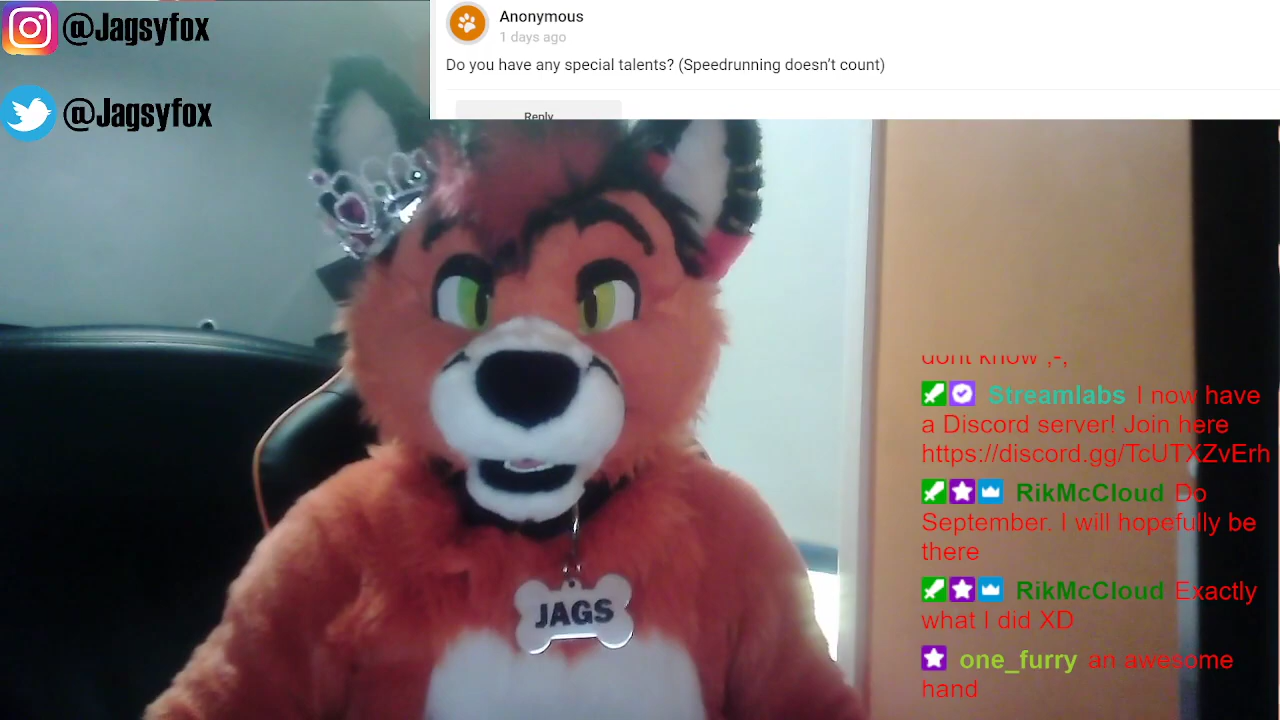 @Jagsyfox
@Jagsyfox
Anonymous
1 days ago
Do you have any special talents? (Speedrunning doesn't count)
Reply
JAGS
dont know ;-;
Streamlabs I now have
a Discord server! Join here
https://discord.gg/TcUTXZvErh
RikMcCloud Do
September. I will hopefully be
there
RikMcCloud Exactly
what I did XD
one_furry an awesome
hand